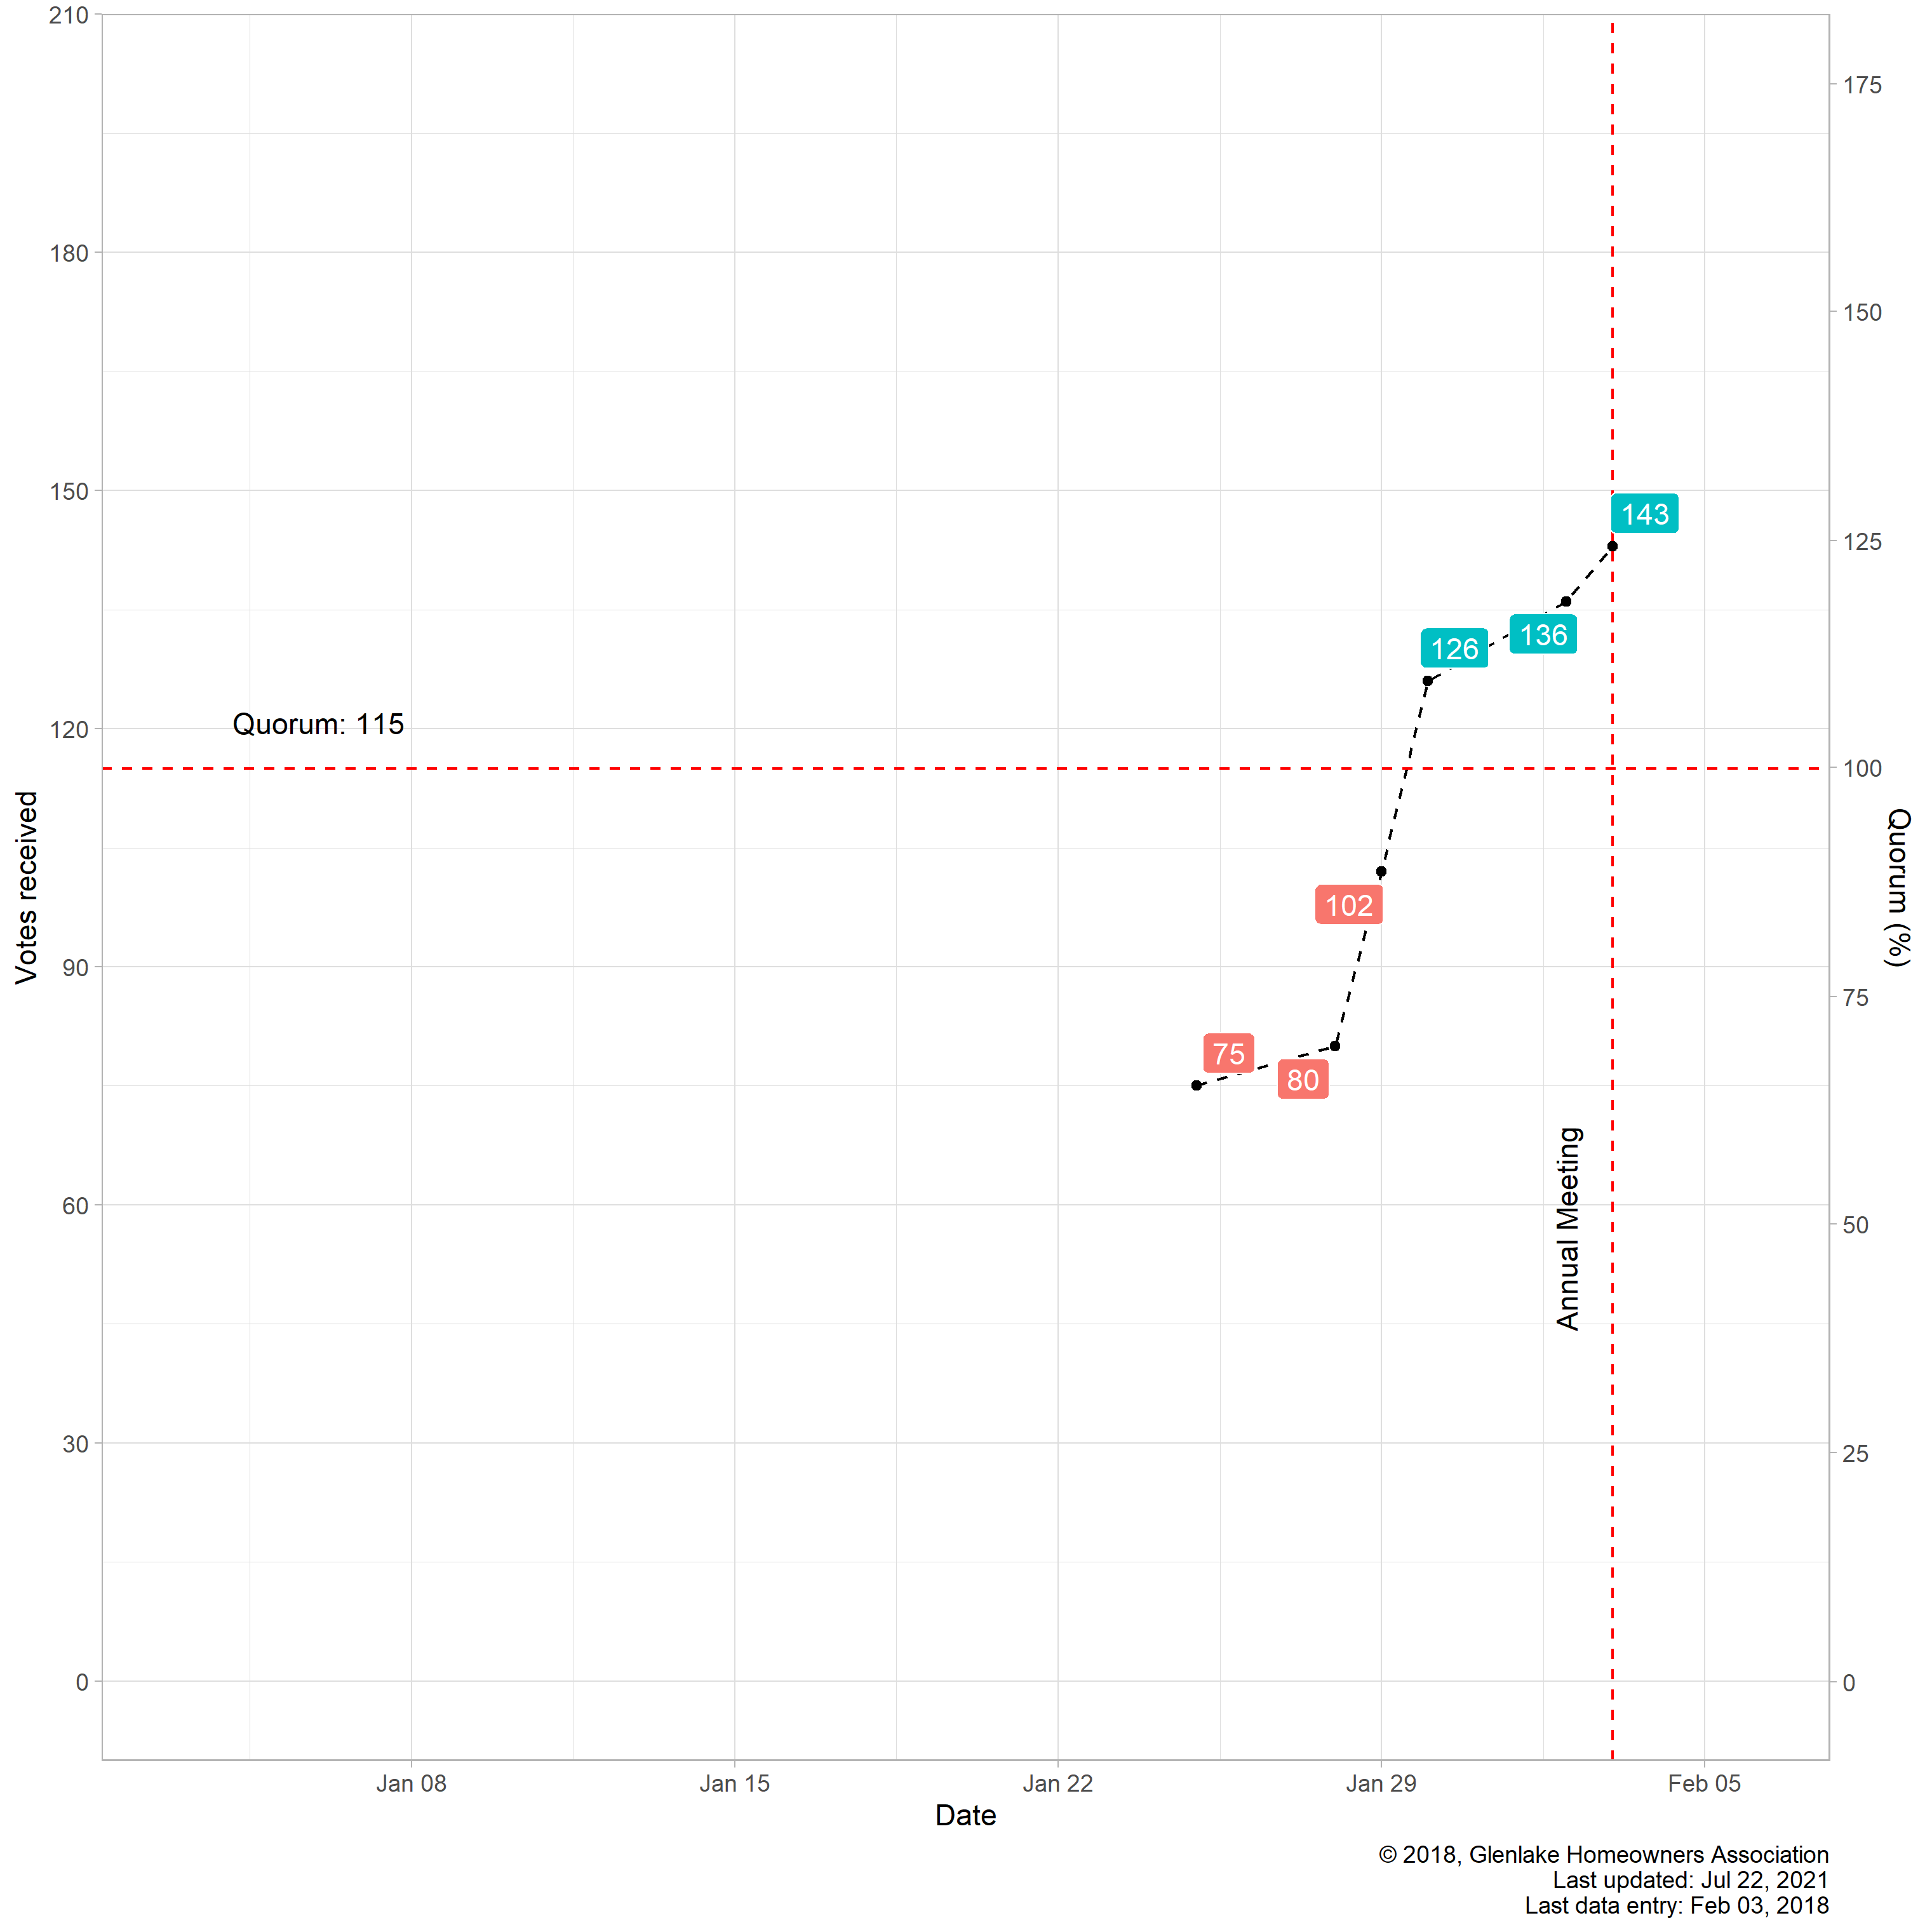 210
180
150
120
90
60
30
0
Votes received
175
150
125
100
75
50
25
0
Quorum (%)
Quorum: 115
143
136
126
102
75
80
Annual Meeting
Jan 08
Jan 15
Jan 22
Jan 29
Feb 05
Date
© 2018, Glenlake Homeowners Association
Last updated: Jul 22, 2021
Last data entry: Feb 03, 2018